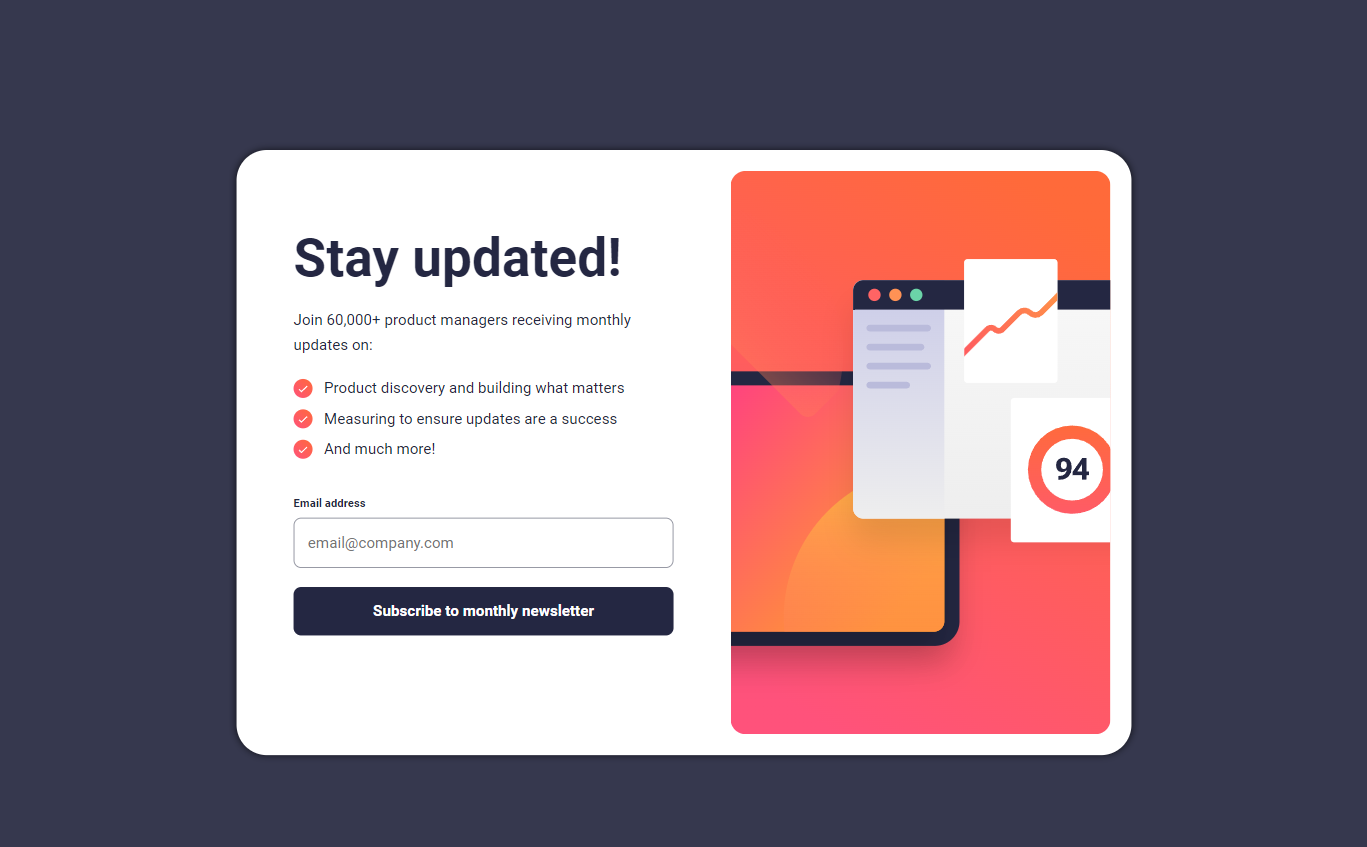 Stay updated!
Join 60,000+ product managers receiving monthly
updates on:
Product discovery and building what matters
Measuring to ensure updates are a success
And much more!
Email address
email@company.com
Subscribe to monthly newsletter
94